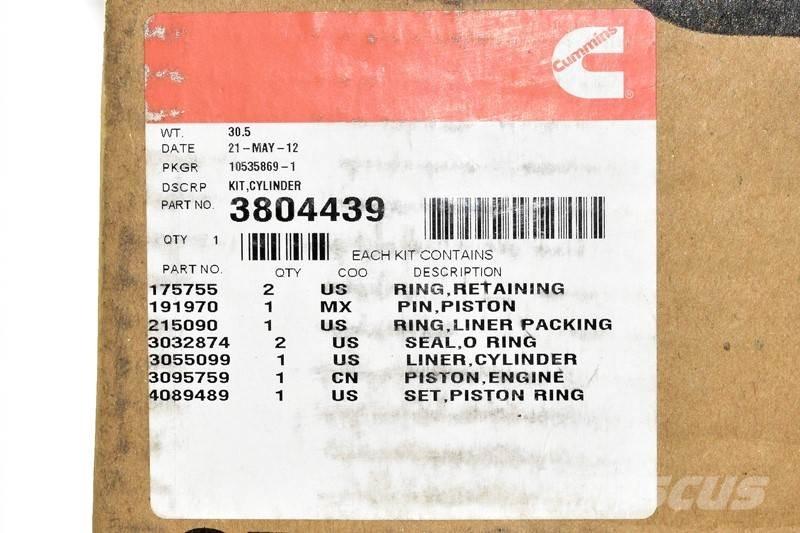 Cummins
WT. 30.5
DATE 21-MAY-12
PKGR 10535869-1
DSCRP KIT,CYLINDER
PART NO. 3804439
QTY 1
EACH KIT CONTAINS
PART NO. QTY COO DESCRIPTION
175755 2 US RING,RETAINING
191970 1 MX PIN,PISTON
215090 1 US RING,LINER PACKING
3032874 2 US SEAL,O RING
3055099 1 US LINER,CYLINDER
3095759 1 CN PISTON,ENGINE
4089489 1 US SET,PISTON RING